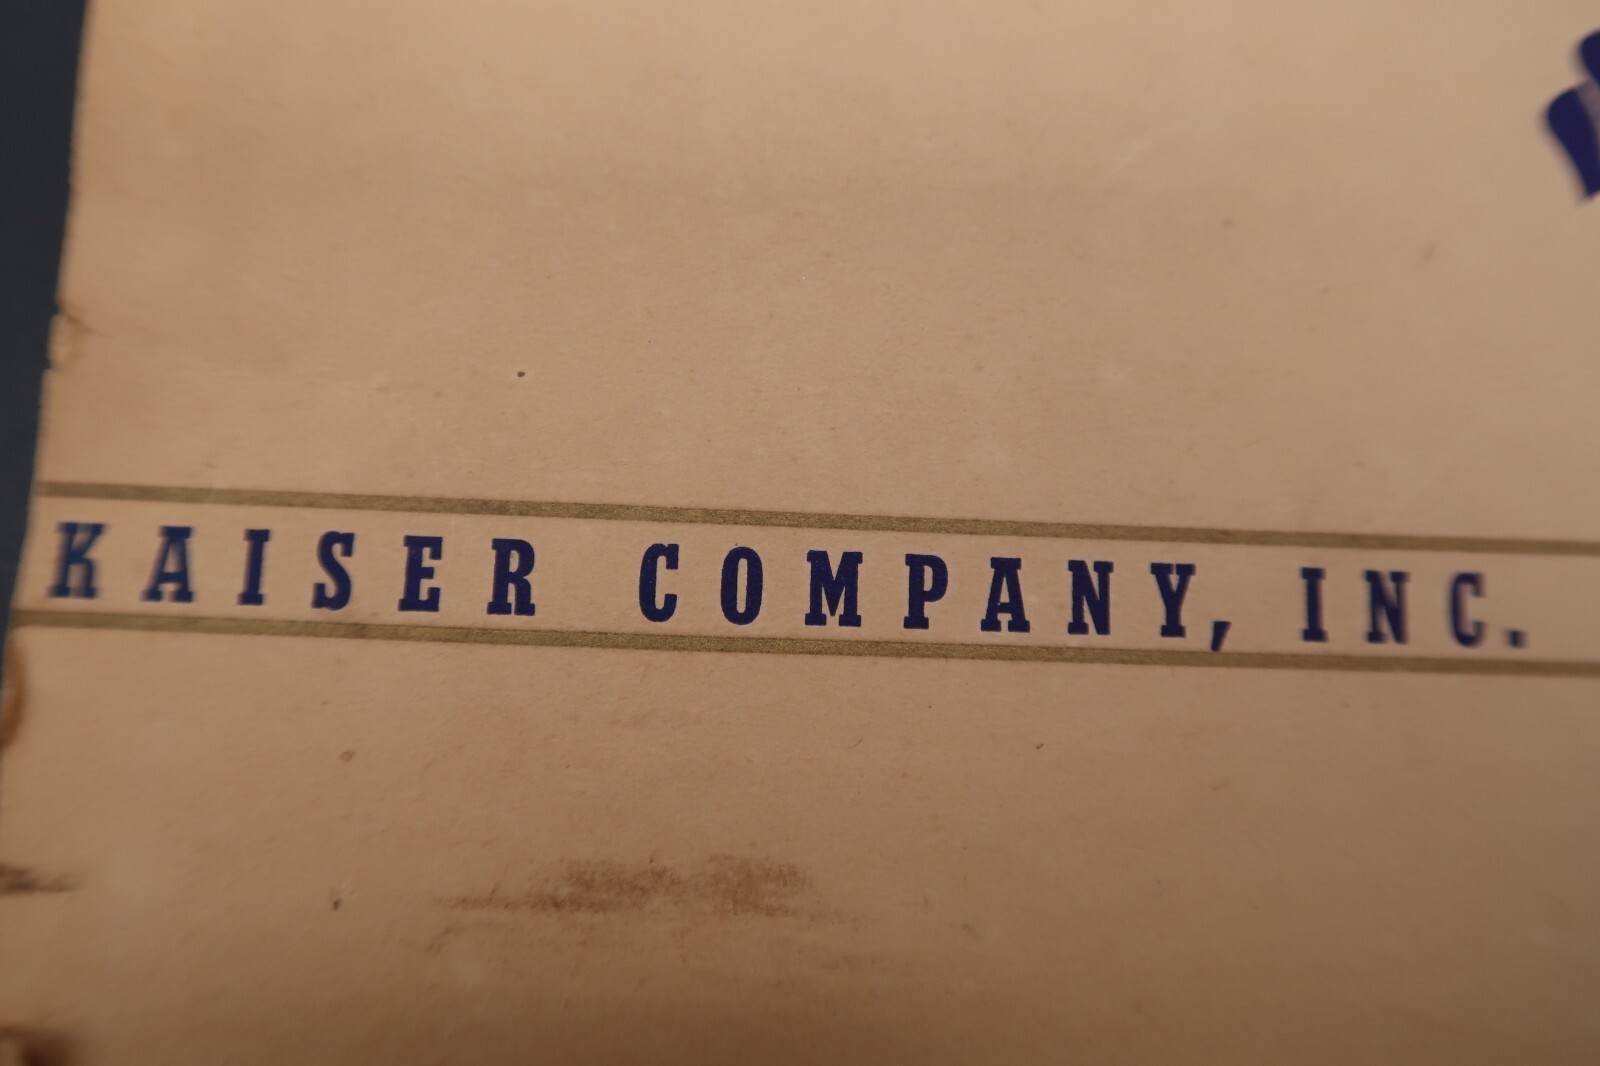 KAISER COMPANY, INC.